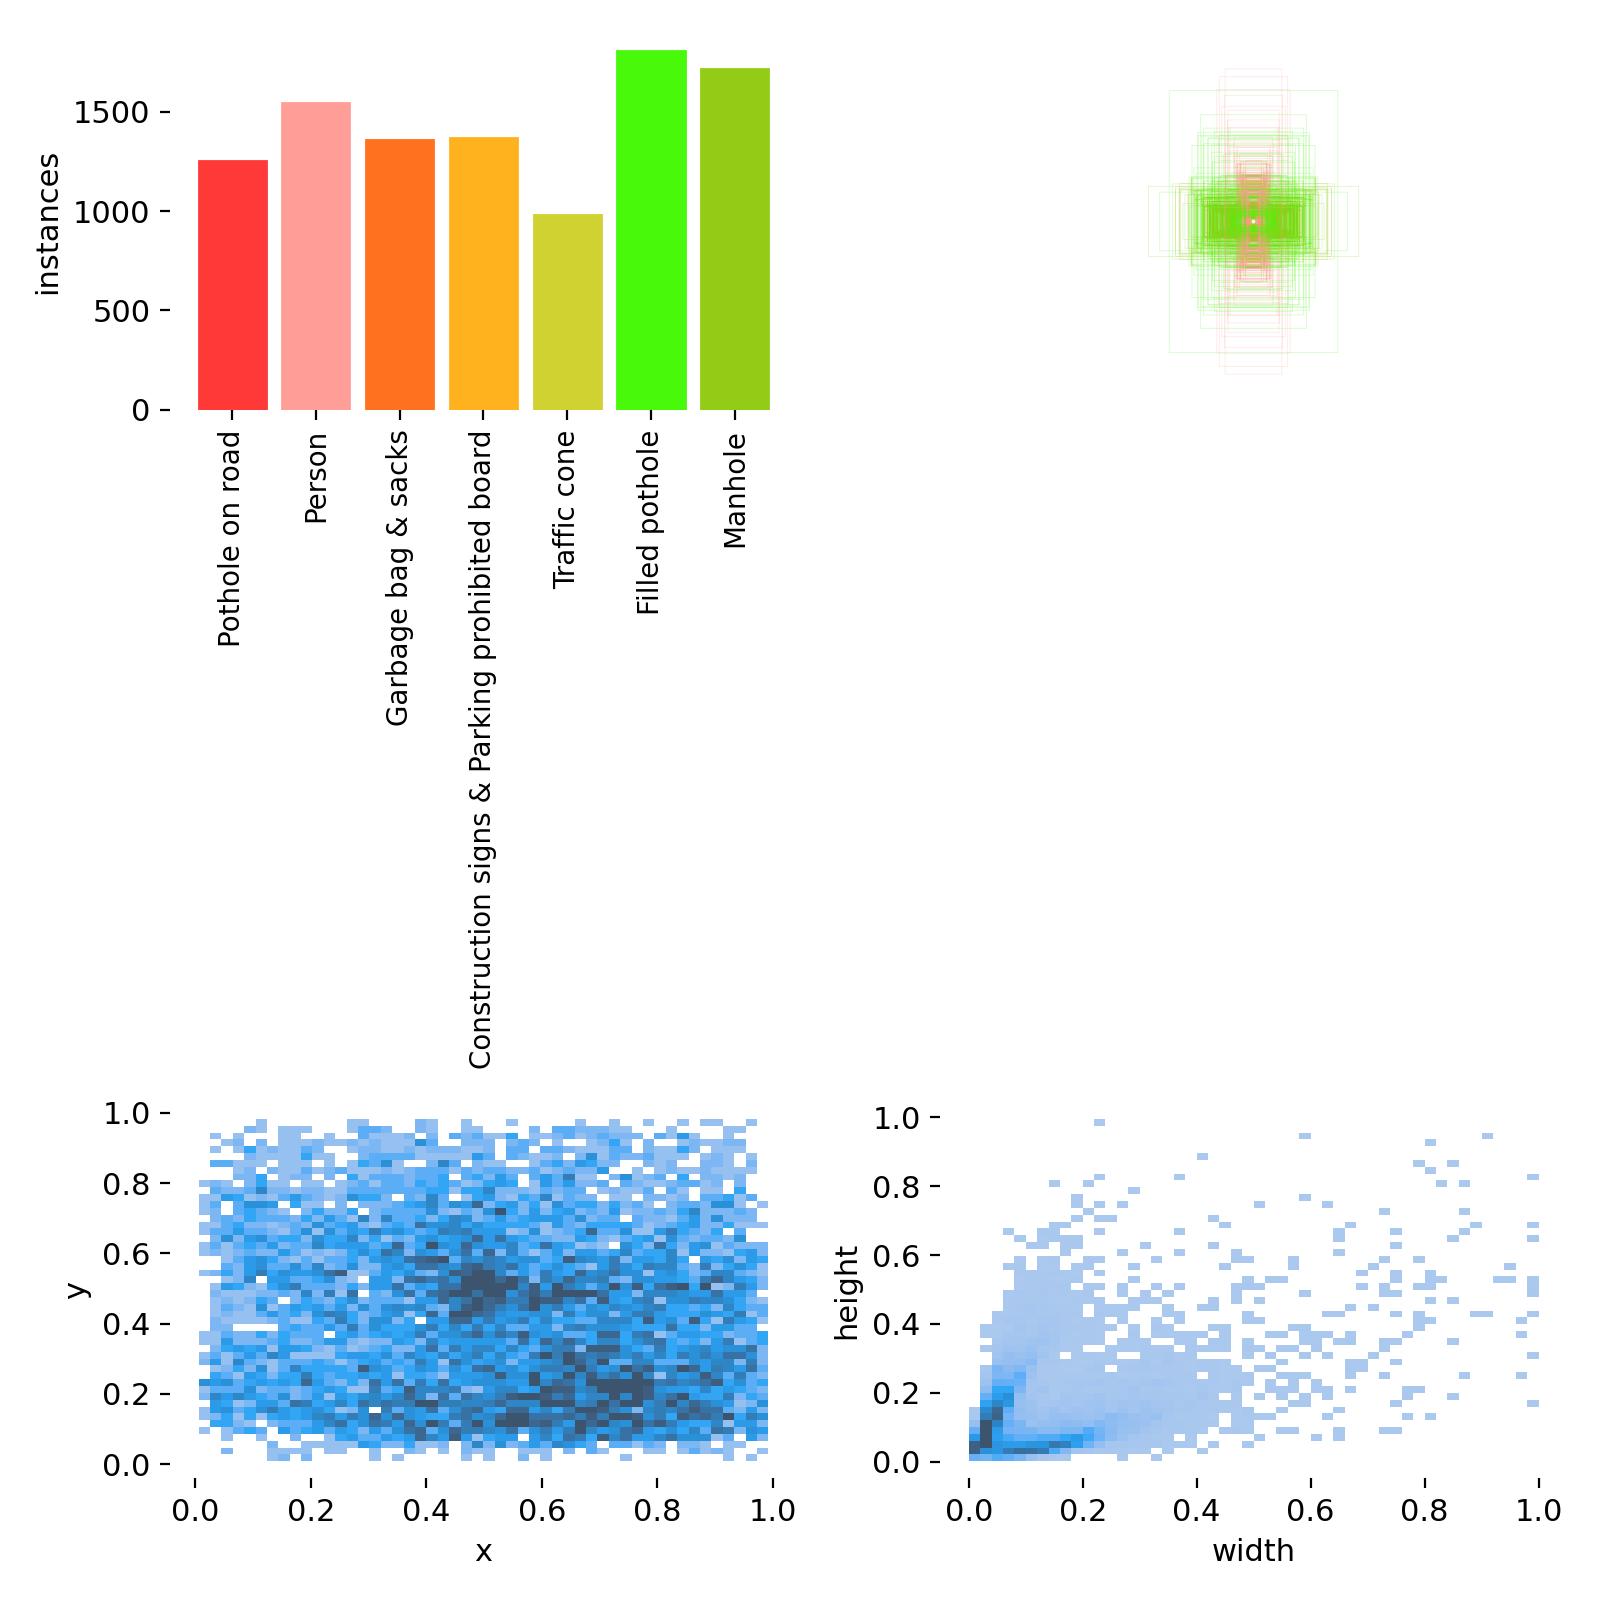 instances
1500
1000
500
0
Pothole on road
Person
Garbage bag & sacks
Construction signs & Parking prohibited board
Traffic cone
Filled pothole
Manhole
y
1.0
0.8
0.6
0.4
0.2
0.0
0.0 0.2 0.4 0.6 0.8 1.0
x
height
1.0
0.8
0.6
0.4
0.2
0.0
0.0 0.2 0.4 0.6 0.8 1.0
width